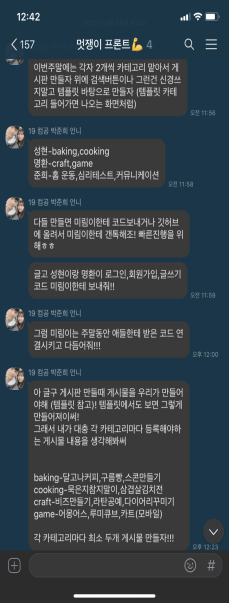 12:42
157
멋쟁이 프론트💪 4
이번주말에는 각자 2개씩 카테고리 맡아서 게
시판 만들자 위에 검색버튼이나 그런건 신경쓰
지말고 템플릿 바탕으로 만들자 (템플릿 카테
고리 들어가면 나오는 화면처럼)
오전 11:56
19 컴공 박준희 언니
성현-baking,cooking
명환-craft,game
준희-홈 운동,심리테스트,커뮤니케이션
오전 11:58
19 컴공 박준희 언니
다들 만들면 미림이한테 코드보내거나 깃허브
에 올려서 미림이한테 갠톡해조! 빠른진행을 위
해ㅎㅎ
글고 성현이랑 명환이 로그인,회원가입,글쓰기
코드 미림이한테 보내줘!!
오전 11:59
19 컴공 박준희 언니
그럼 미림이는 주말동안 애들한테 받은 코드 연
결시키고 다듬어줘!!!
오후 12:00
19 컴공 박준희 언니
아 글구 게시판 만들때 게시물을 우리가 만들어
야해 (템플릿 참고)! 템플릿에서도 보면 그렇게
만들어져이써!
그래서 내가 대충 각 카테고리마다 등록해야하
는 게시물 내용을 생각해봐써
baking-달고나커피,구름빵,스콘만들기
cooking-묵은지참치말이,삼겹살김치전
craft-비즈만들기,라탄공예,다이어리꾸미기
game-어몽어스,루미큐브,카트(모바일)
각 카테고리마다 최소 두개 게시물 만들자!!!
오후 12:23
#